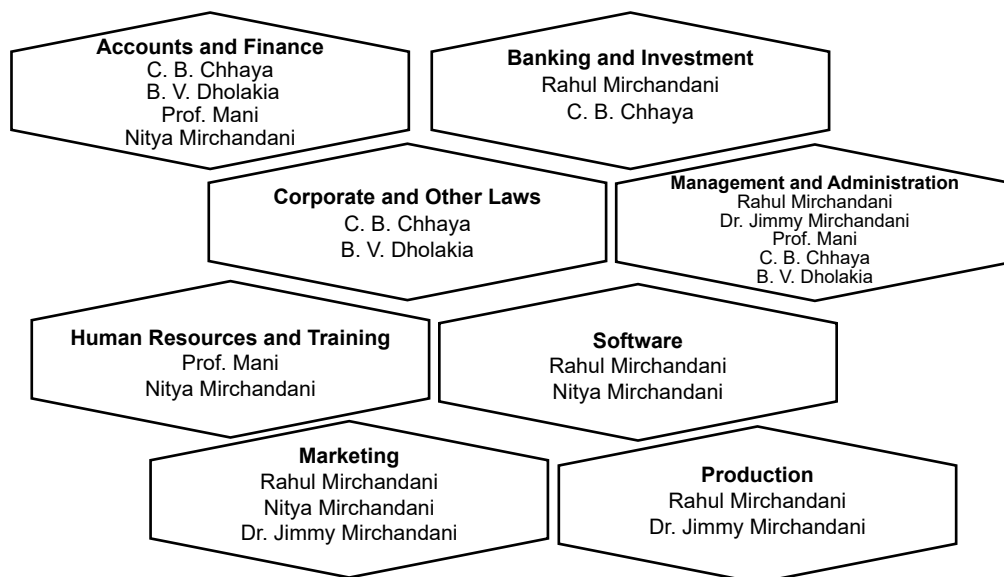 Accounts and Finance
C. B. Chhaya
B. V. Dholakia
Prof. Mani
Nitya Mirchandani
Banking and Investment
Rahul Mirchandani
C. B. Chhaya
Corporate and Other Laws
C. B. Chhaya
B. V. Dholakia
Management and Administration
Rahul Mirchandani
Dr. Jimmy Mirchandani
Prof. Mani
C. B. Chhaya
B. V. Dholakia
Human Resources and Training
Prof. Mani
Nitya Mirchandani
Software
Rahul Mirchandani
Nitya Mirchandani
Marketing
Rahul Mirchandani
Nitya Mirchandani
Dr. Jimmy Mirchandani
Production
Rahul Mirchandani
Dr. Jimmy Mirchandani